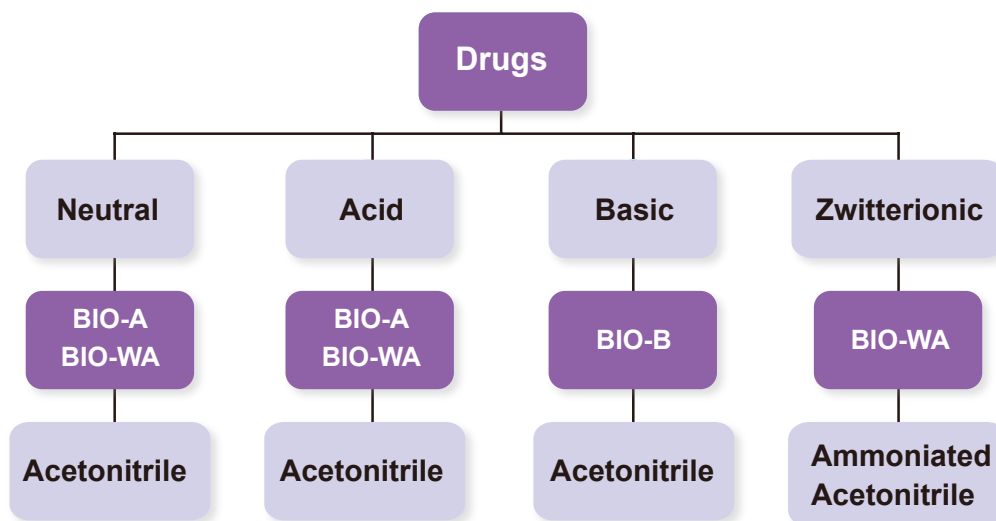 Drugs
Neutral
Acid
Basic
Zwitterionic
BIO-A
BIO-WA
BIO-A
BIO-WA
BIO-B
BIO-WA
Acetonitrile
Acetonitrile
Acetonitrile
Ammoniated
Acetonitrile